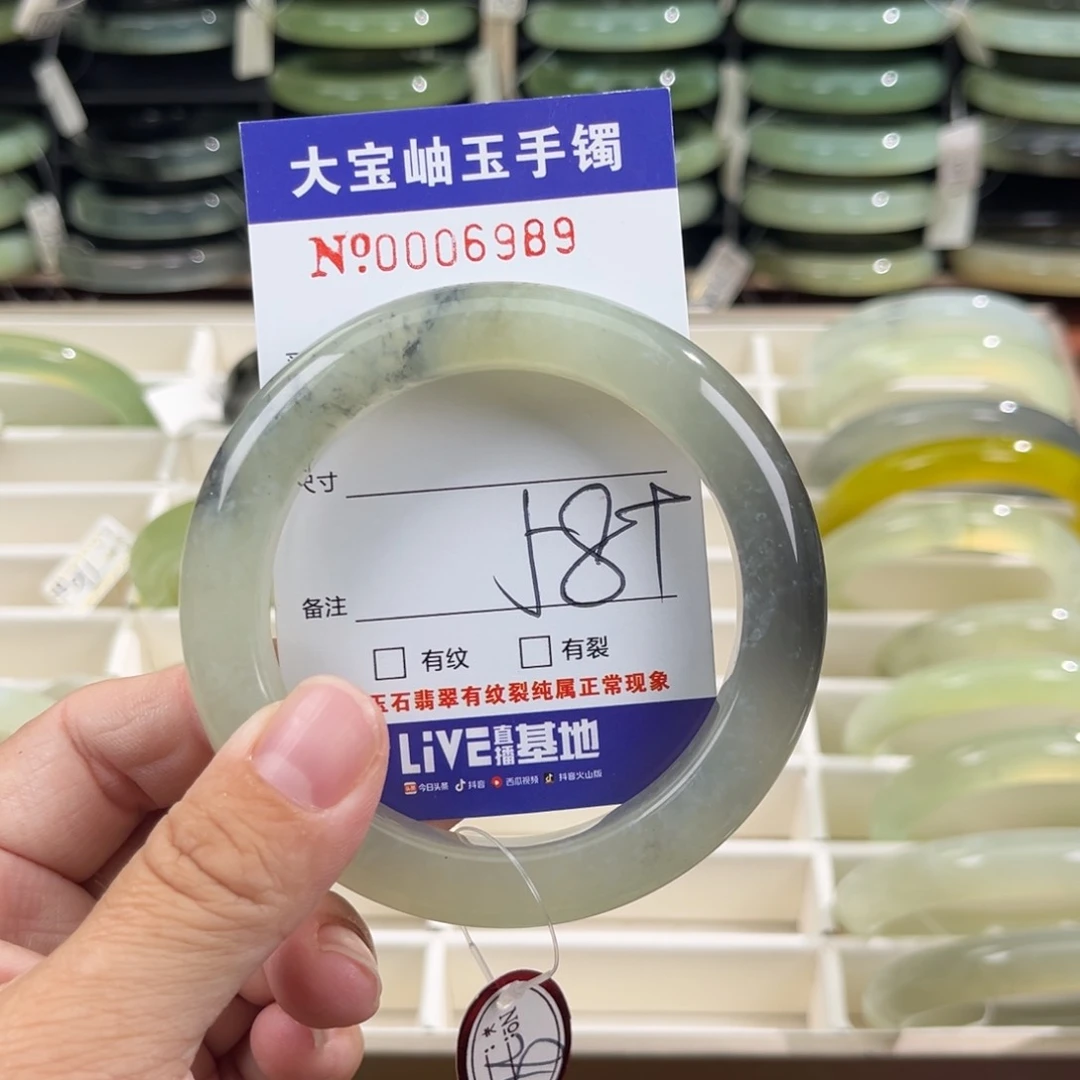 大宝岫玉手镯
Nº0006989
尺寸
58
备注
有纹 有裂
玉石翡翠有纹裂纯属正常现象
LiVE直播基地
今日头条 抖音 西瓜视频 抖音火山版
No: